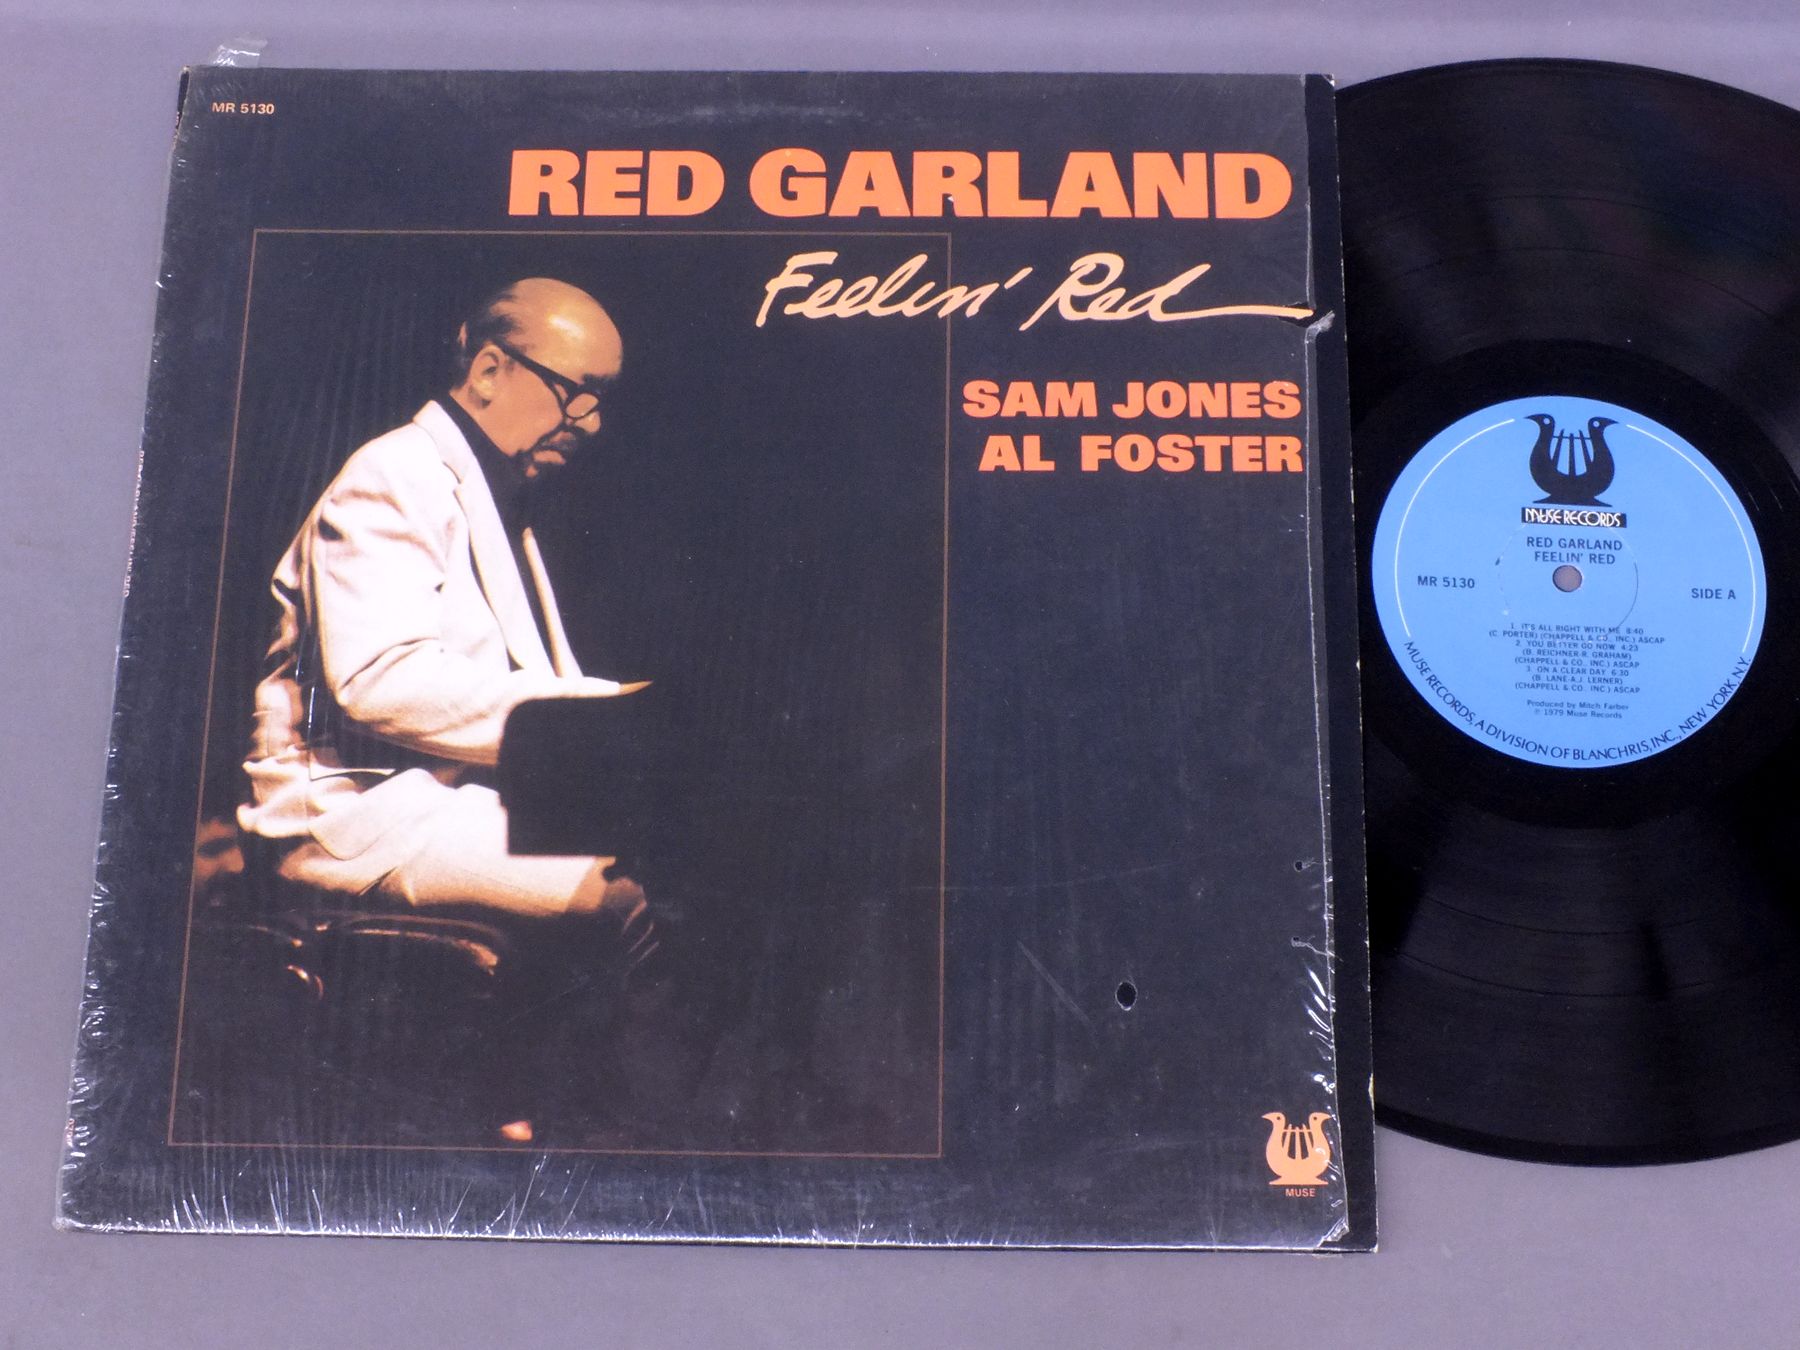 MR 5130
RED GARLAND
Feelin' Red
SAM JONES
AL FOSTER
MUSE
MUSE RECORDS
RED GARLAND
FEELIN' RED
MR 5130
SIDE A
1. IT'S ALL RIGHT WITH ME 8:40
(C. PORTER) (CHAPPELL & CO., INC.) ASCAP
2. YOU BETTER GO NOW 4:23
(B. REICHNER-R. GRAHAM)
(CHAPPELL & CO., INC.) ASCAP
3. ON A CLEAR DAY 6:30
(B. LANE-A.J. LERNER)
(CHAPPELL & CO., INC.) ASCAP
Produced by Mitch Farber
℗ 1979 Muse Records
MUSE RECORDS, A DIVISION OF BLANCHRIS, INC., NEW YORK, N.Y.